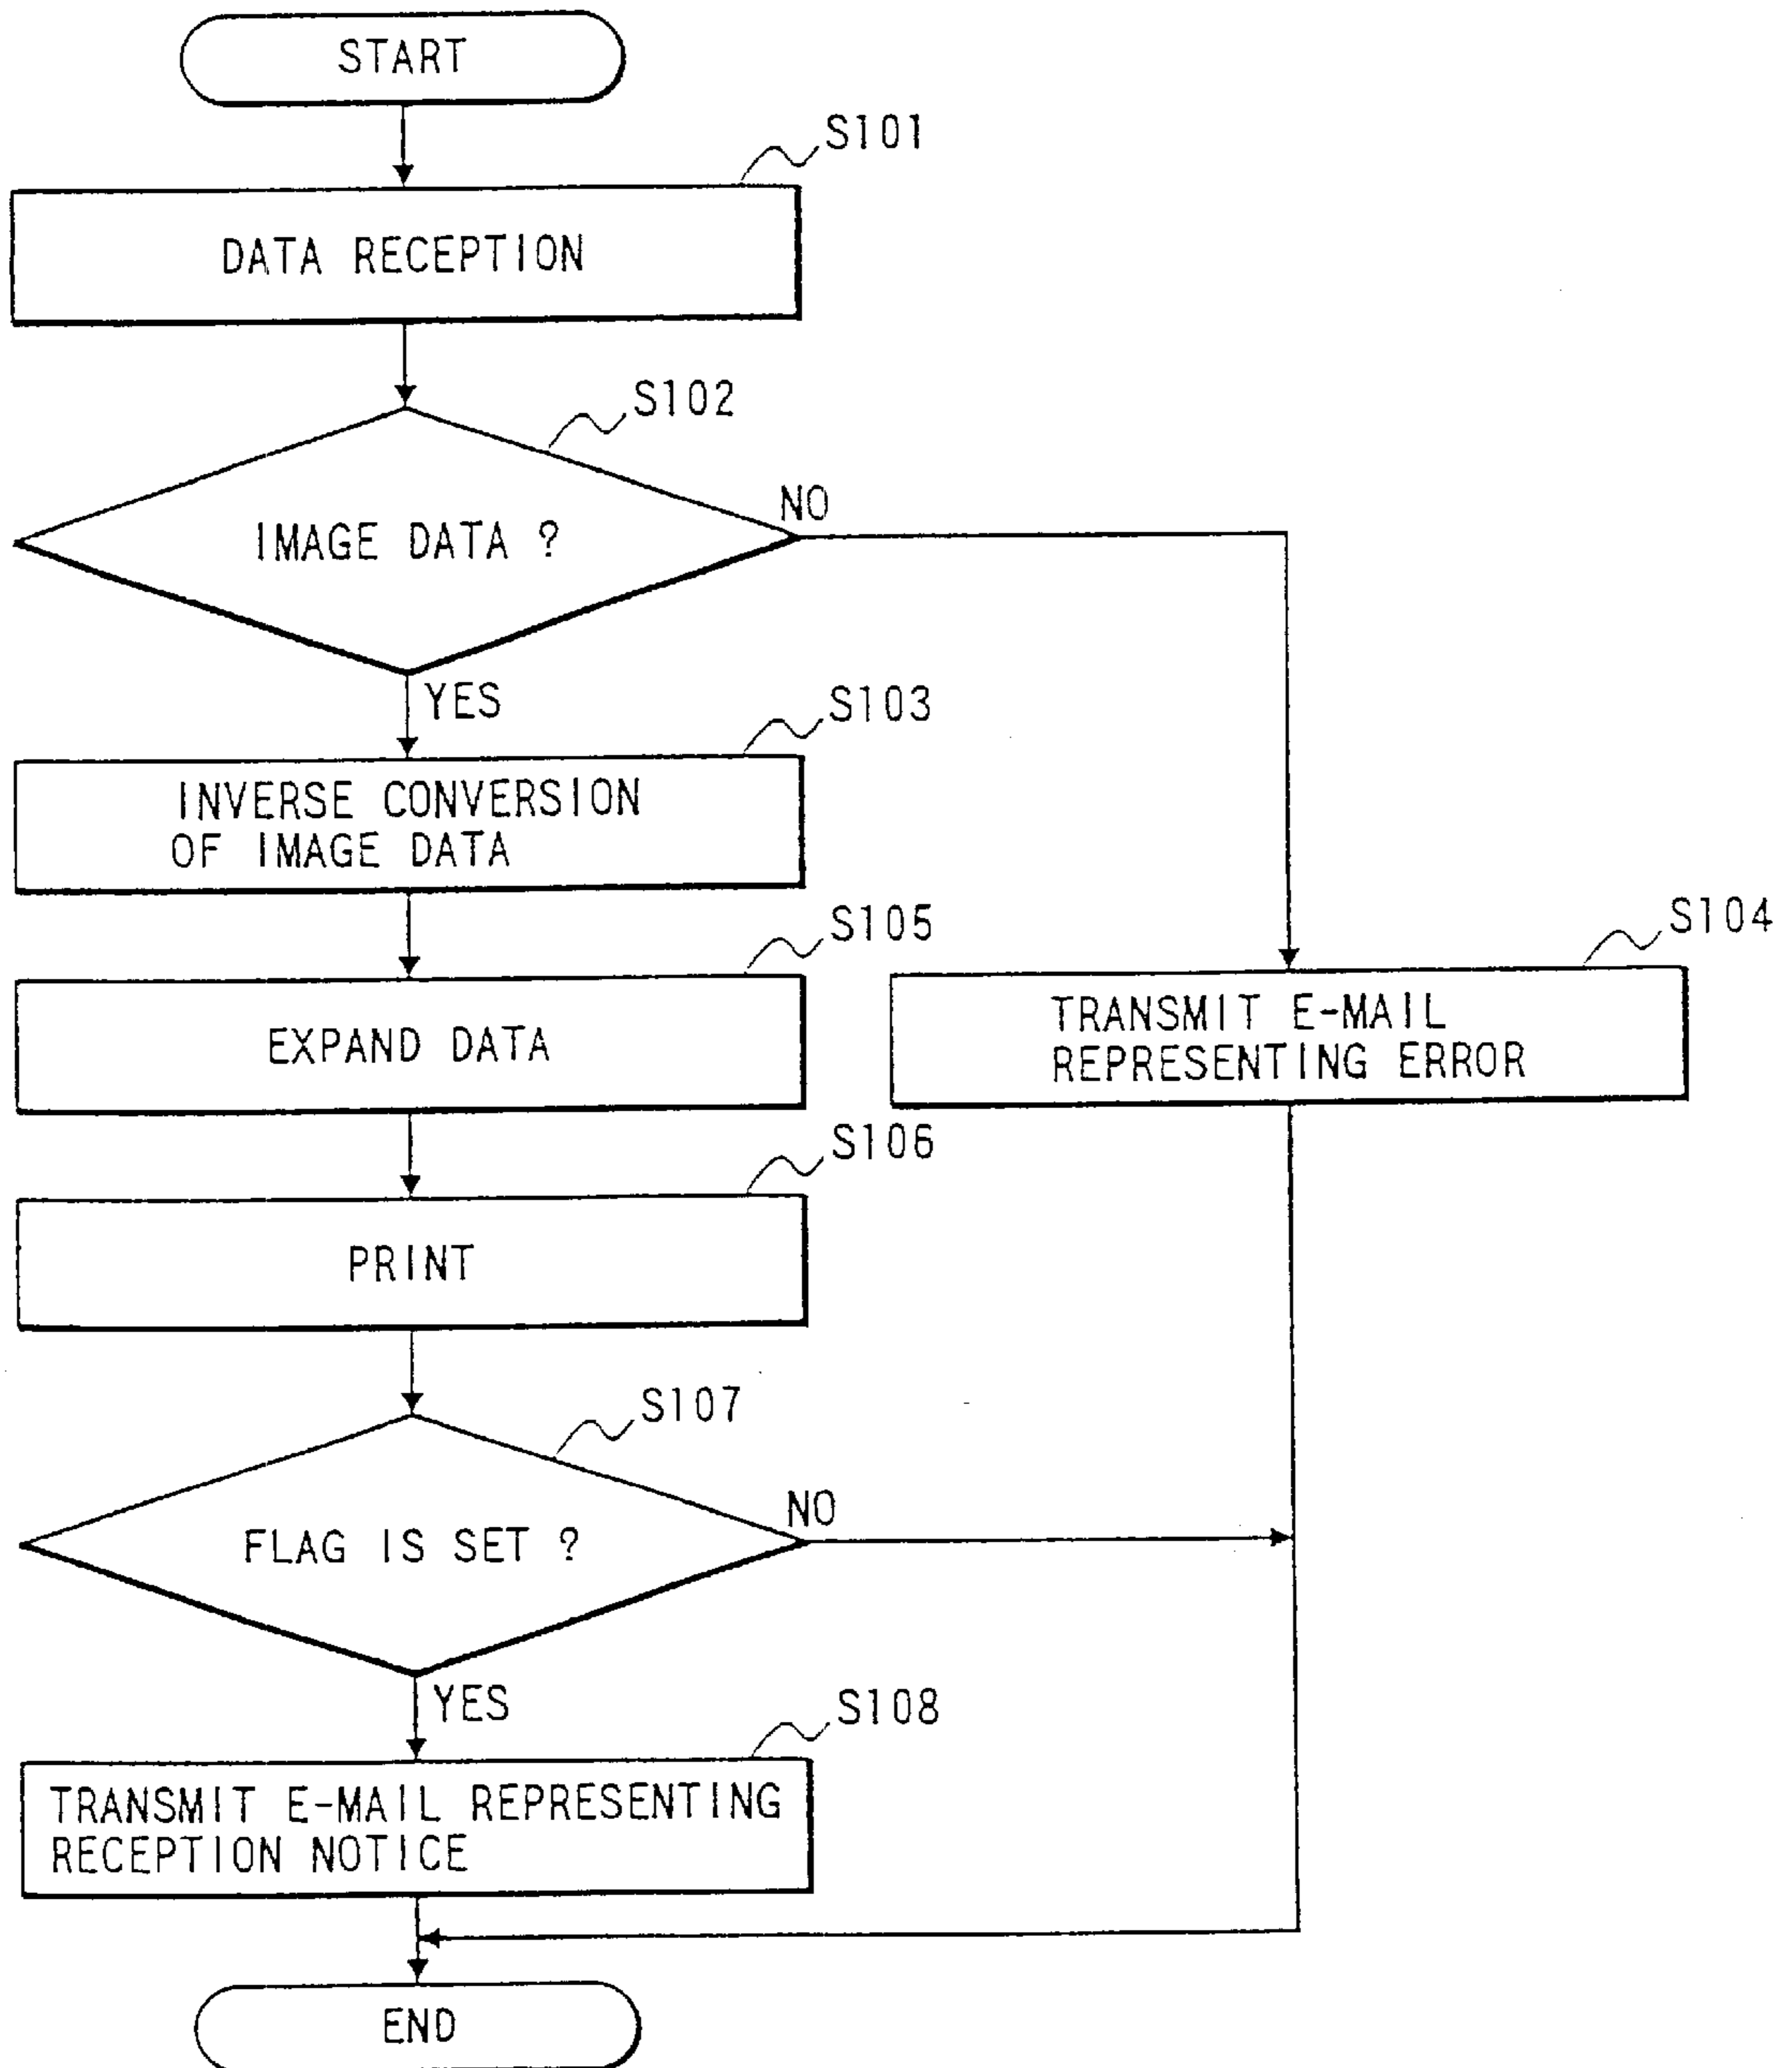 START
S101
DATA RECEPTION
S102
IMAGE DATA ?
NO
YES
S103
INVERSE CONVERSION
OF IMAGE DATA
S105
EXPAND DATA
S104
TRANSMIT E-MAIL
REPRESENTING ERROR
S106
PRINT
S107
FLAG IS SET ?
NO
YES
S108
TRANSMIT E-MAIL REPRESENTING
RECEPTION NOTICE
END